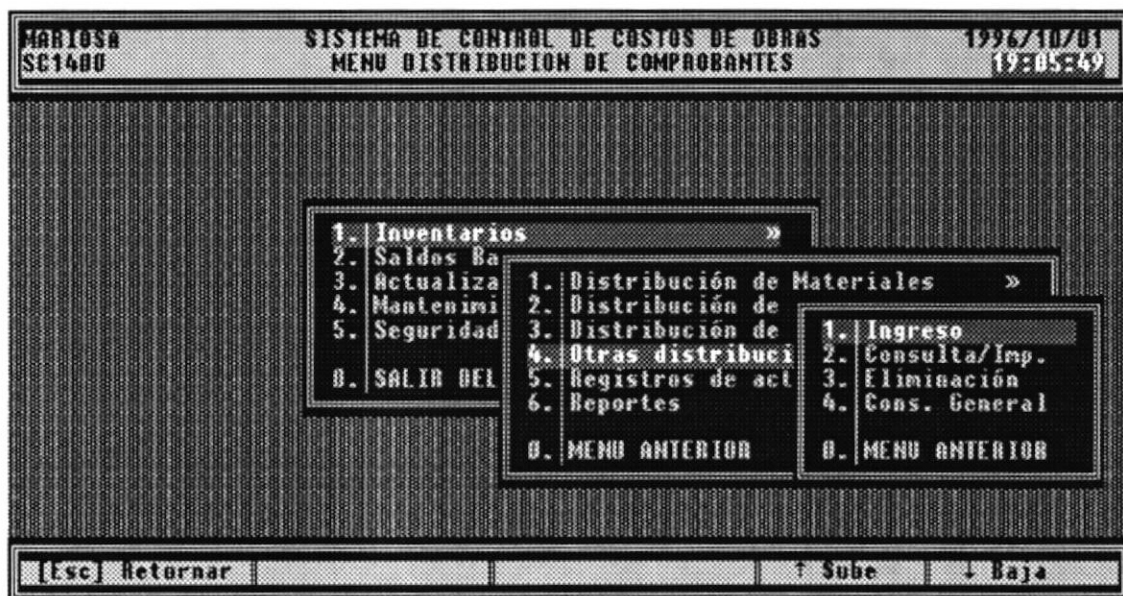 MARIOSA SISTEMA DE CONTROL DE COSTOS DE OBRAS 1996/10/01
SC1400 MENU DISTRIBUCION DE COMPROBANTES 19:05:49
1. Inventarios »
2. Saldos Ba
3. Actualiza
4. Mantenimi
5. Seguridad
0. SALIR DEL
1. Distribución de Materiales »
2. Distribución de
3. Distribución de
4. Otras distribuci
5. Registros de act
6. Reportes
0. MENU ANTERIOR
1. Ingreso
2. Consulta/Imp.
3. Eliminación
4. Cons. General
0. MENU ANTERIOR
[Esc] Retornar ↑ Sube ↓ Baja